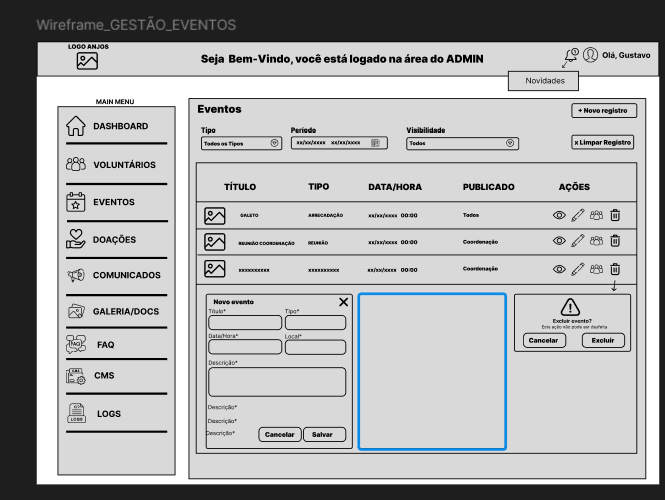 Wireframe_GESTÃO_EVENTOS
LOGO ANJOS
Seja Bem-Vindo, você está logado na área do ADMIN
Olá, Gustavo
Novidades
MAIN MENU
DASHBOARD
VOLUNTÁRIOS
EVENTOS
DOAÇÕES
COMUNICADOS
GALERIA/DOCS
FAQ
FAQ
CMS
LOGS
LOGS
Eventos
+ Novo registro
Tipo
Período
Visibilidade
Todos os Tipos
xx/xx/xxxx xx/xx/xxxx
Todos
x Limpar Registro
TÍTULO TIPO DATA/HORA PUBLICADO AÇÕES
GALETO ARRECADAÇÃO xx/xx/xxxx 00:00 Todos
REUNIÃO COORDENAÇÃO REUNIÃO xx/xx/xxxx 00:00 Coordenação
xxxxxxxxxx xxxxxxxxxx xx/xx/xxxx 00:00 Coordenação
Novo evento X
Título* Tipo*
Data/Hora* Local*
Descrição*
Descrição*
Descrição*
Descrição*
Cancelar Salvar
Excluir evento?
Este ação não pode ser desfeita
Cancelar Excluir